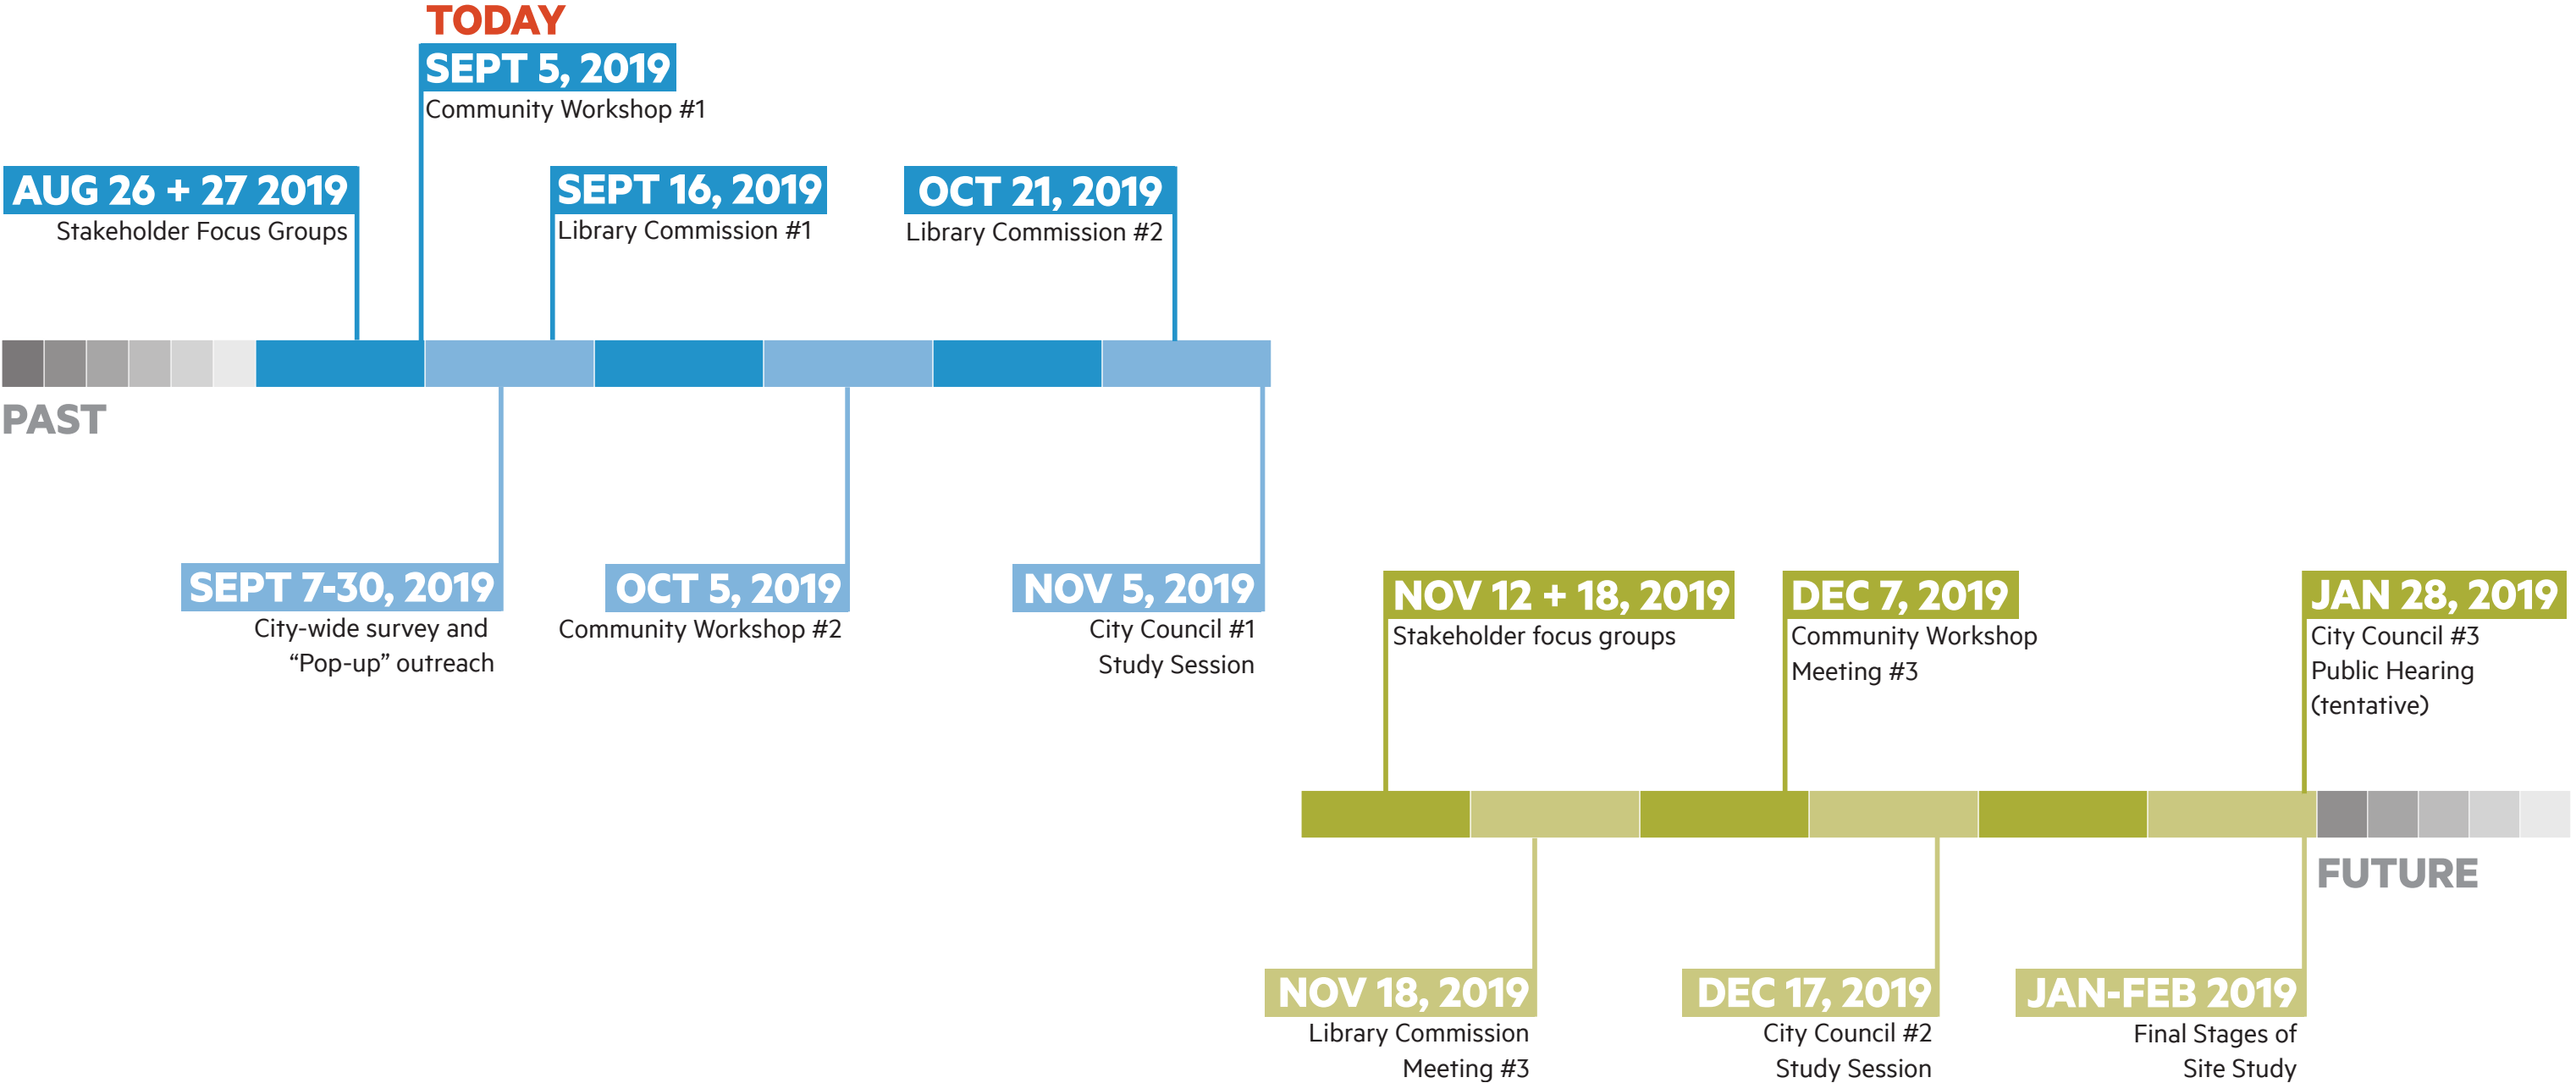 TODAY
SEPT 5, 2019
Community Workshop #1
AUG 26 + 27 2019
Stakeholder Focus Groups
SEPT 16, 2019
Library Commission #1
OCT 21, 2019
Library Commission #2
PAST
SEPT 7-30, 2019
City-wide survey and
“Pop-up” outreach
OCT 5, 2019
Community Workshop #2
NOV 5, 2019
City Council #1
Study Session
NOV 12 + 18, 2019
Stakeholder focus groups
DEC 7, 2019
Community Workshop
Meeting #3
JAN 28, 2019
City Council #3
Public Hearing
(tentative)
FUTURE
NOV 18, 2019
Library Commission
Meeting #3
DEC 17, 2019
City Council #2
Study Session
JAN-FEB 2019
Final Stages of
Site Study